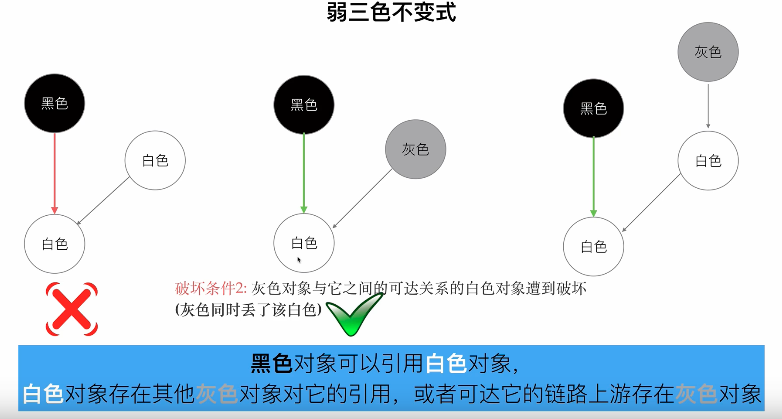 弱三色不变式
灰色
黑色
黑色
黑色
灰色
白色
白色
白色
白色
白色
破坏条件2: 灰色对象与它之间的可达关系的白色对象遭到破坏
(灰色同时丢了该白色)
黑色对象可以引用白色对象，
白色对象存在其他灰色对象对它的引用，或者可达它的链路上游存在灰色对象